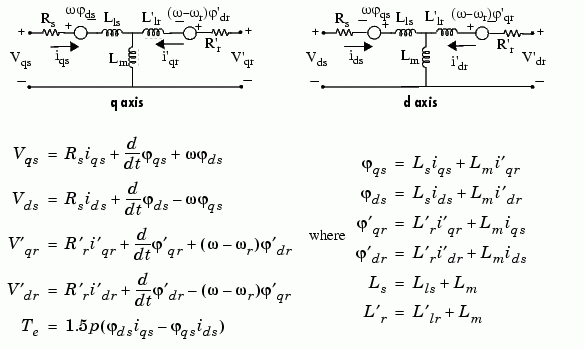 R_s ωφ_ds L_ls L'_lr (ω−ω_r)φ'_dr R'_r
+ + − − + +
V_qs i_qs L_m i'_qr V'_qr
− −
q axis
R_s ωφ_qs L_ls L'_lr (ω−ω_r)φ'_qr R'_r
+ − + + − +
V_ds i_ds L_m i'_dr V'_dr
− −
d axis
V_qs = R_s i_qs + d/dt φ_qs + ωφ_ds
V_ds = R_s i_ds + d/dt φ_ds − ωφ_qs
V'_qr = R'_r i'_qr + d/dt φ'_qr + (ω − ω_r)φ'_dr
V'_dr = R'_r i'_dr + d/dt φ'_dr − (ω − ω_r)φ'_qr
T_e = 1.5p(φ_ds i_qs − φ_qs i_ds)
where
φ_qs = L_s i_qs + L_m i'_qr
φ_ds = L_s i_ds + L_m i'_dr
φ'_qr = L'_r i'_qr + L_m i_qs
φ'_dr = L'_r i'_dr + L_m i_ds
L_s = L_ls + L_m
L'_r = L'_lr + L_m